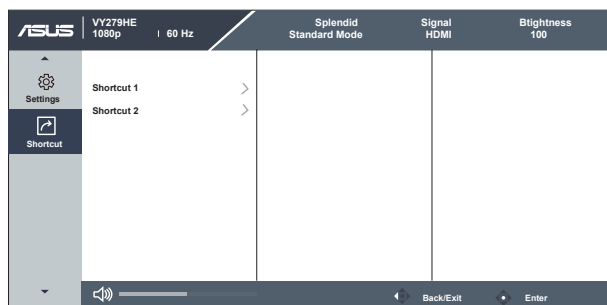 ASUS
VY279HE
1080p | 60 Hz
Splendid
Standard Mode
Signal
HDMI
Btightness
100
Settings
Shortcut
Shortcut 1
Shortcut 2
Back/Exit
Enter